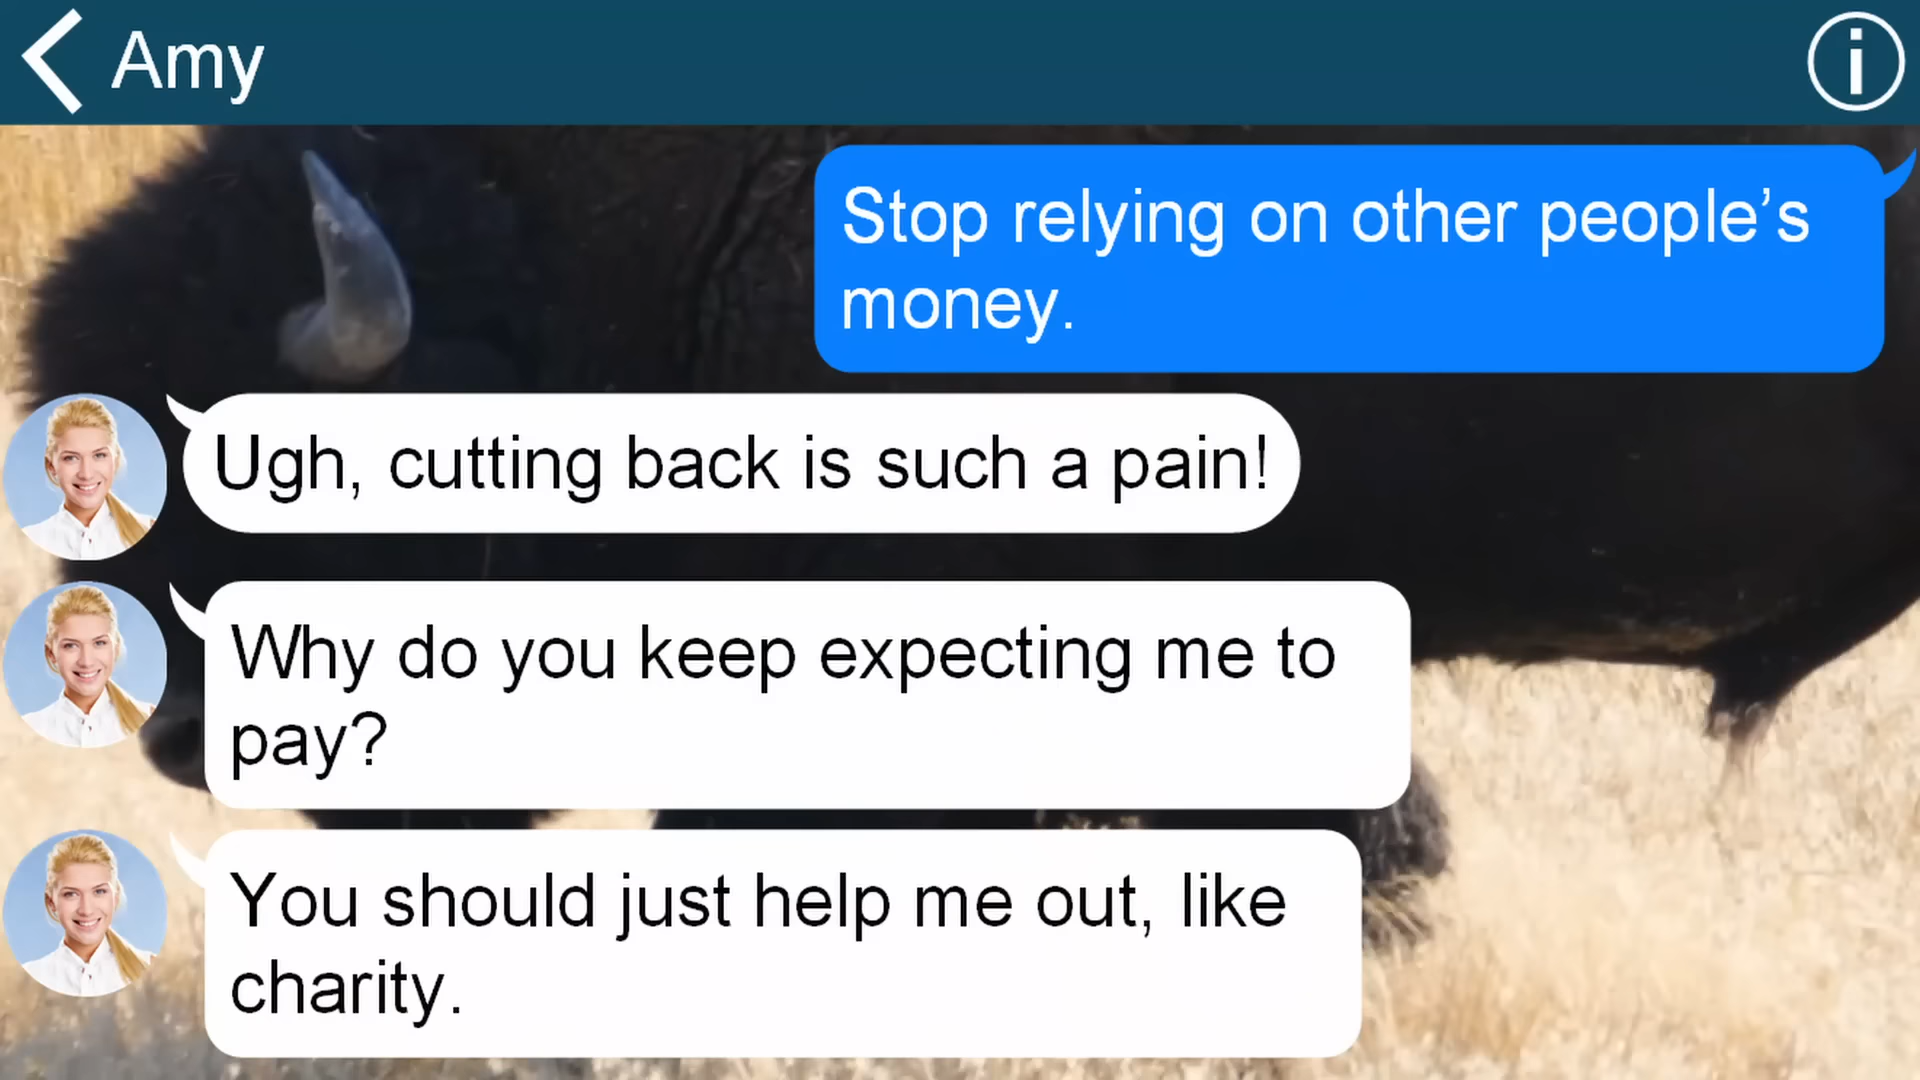 Amy
Stop relying on other people’s
money.
Ugh, cutting back is such a pain!
Why do you keep expecting me to
pay?
You should just help me out, like
charity.